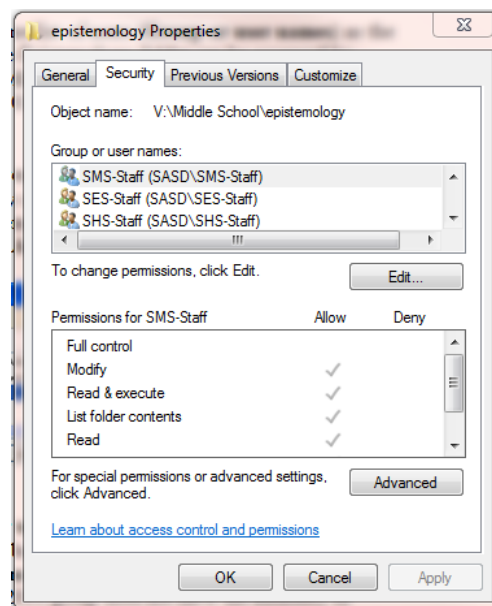 epistemology Properties
General Security Previous Versions Customize
Object name: V:\Middle School\epistemology
Group or user names:
SMS-Staff (SASD\SMS-Staff)
SES-Staff (SASD\SES-Staff)
SHS-Staff (SASD\SHS-Staff)
To change permissions, click Edit.
Edit...
Permissions for SMS-Staff Allow Deny
Full control
Modify
Read & execute
List folder contents
Read
For special permissions or advanced settings,
click Advanced.
Advanced
Learn about access control and permissions
OK Cancel Apply